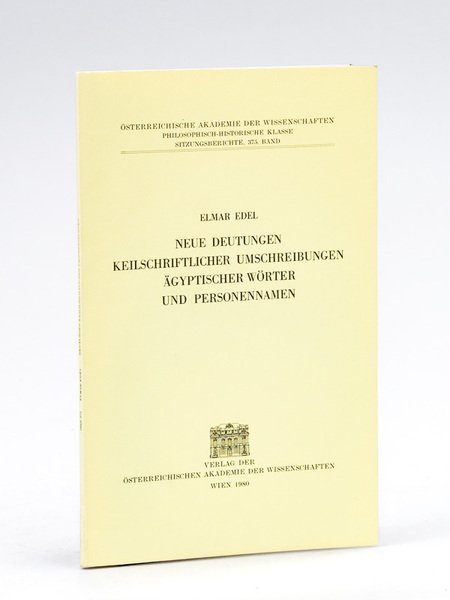 ÖSTERREICHISCHE AKADEMIE DER WISSENSCHAFTEN
PHILOSOPHISCH-HISTORISCHE KLASSE
SITZUNGSBERICHTE, 375. BAND
ELMAR EDEL
NEUE DEUTUNGEN
KEILSCHRIFTLICHER UMSCHREIBUNGEN
ÄGYPTISCHER WÖRTER
UND PERSONENNAMEN
VERLAG DER
ÖSTERREICHISCHEN AKADEMIE DER WISSENSCHAFTEN
WIEN 1980